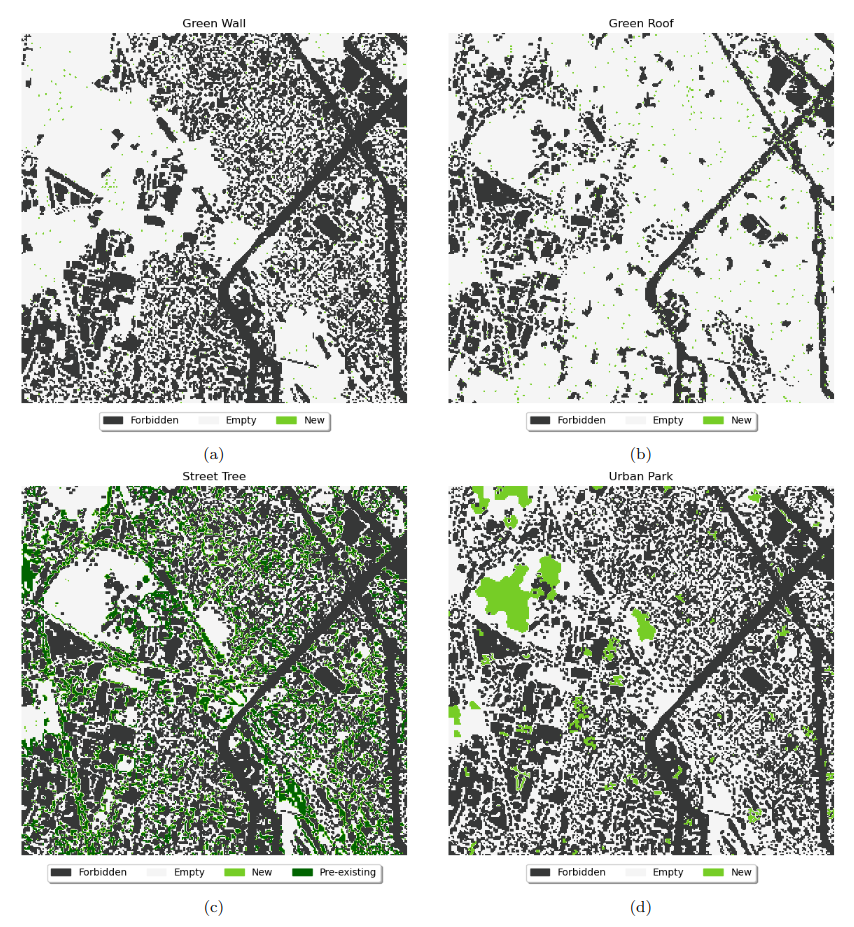 Green Wall
Green Roof
Forbidden Empty New
Forbidden Empty New
(a)
(b)
Street Tree
Urban Park
Forbidden Empty New Pre-existing
Forbidden Empty New
(c)
(d)